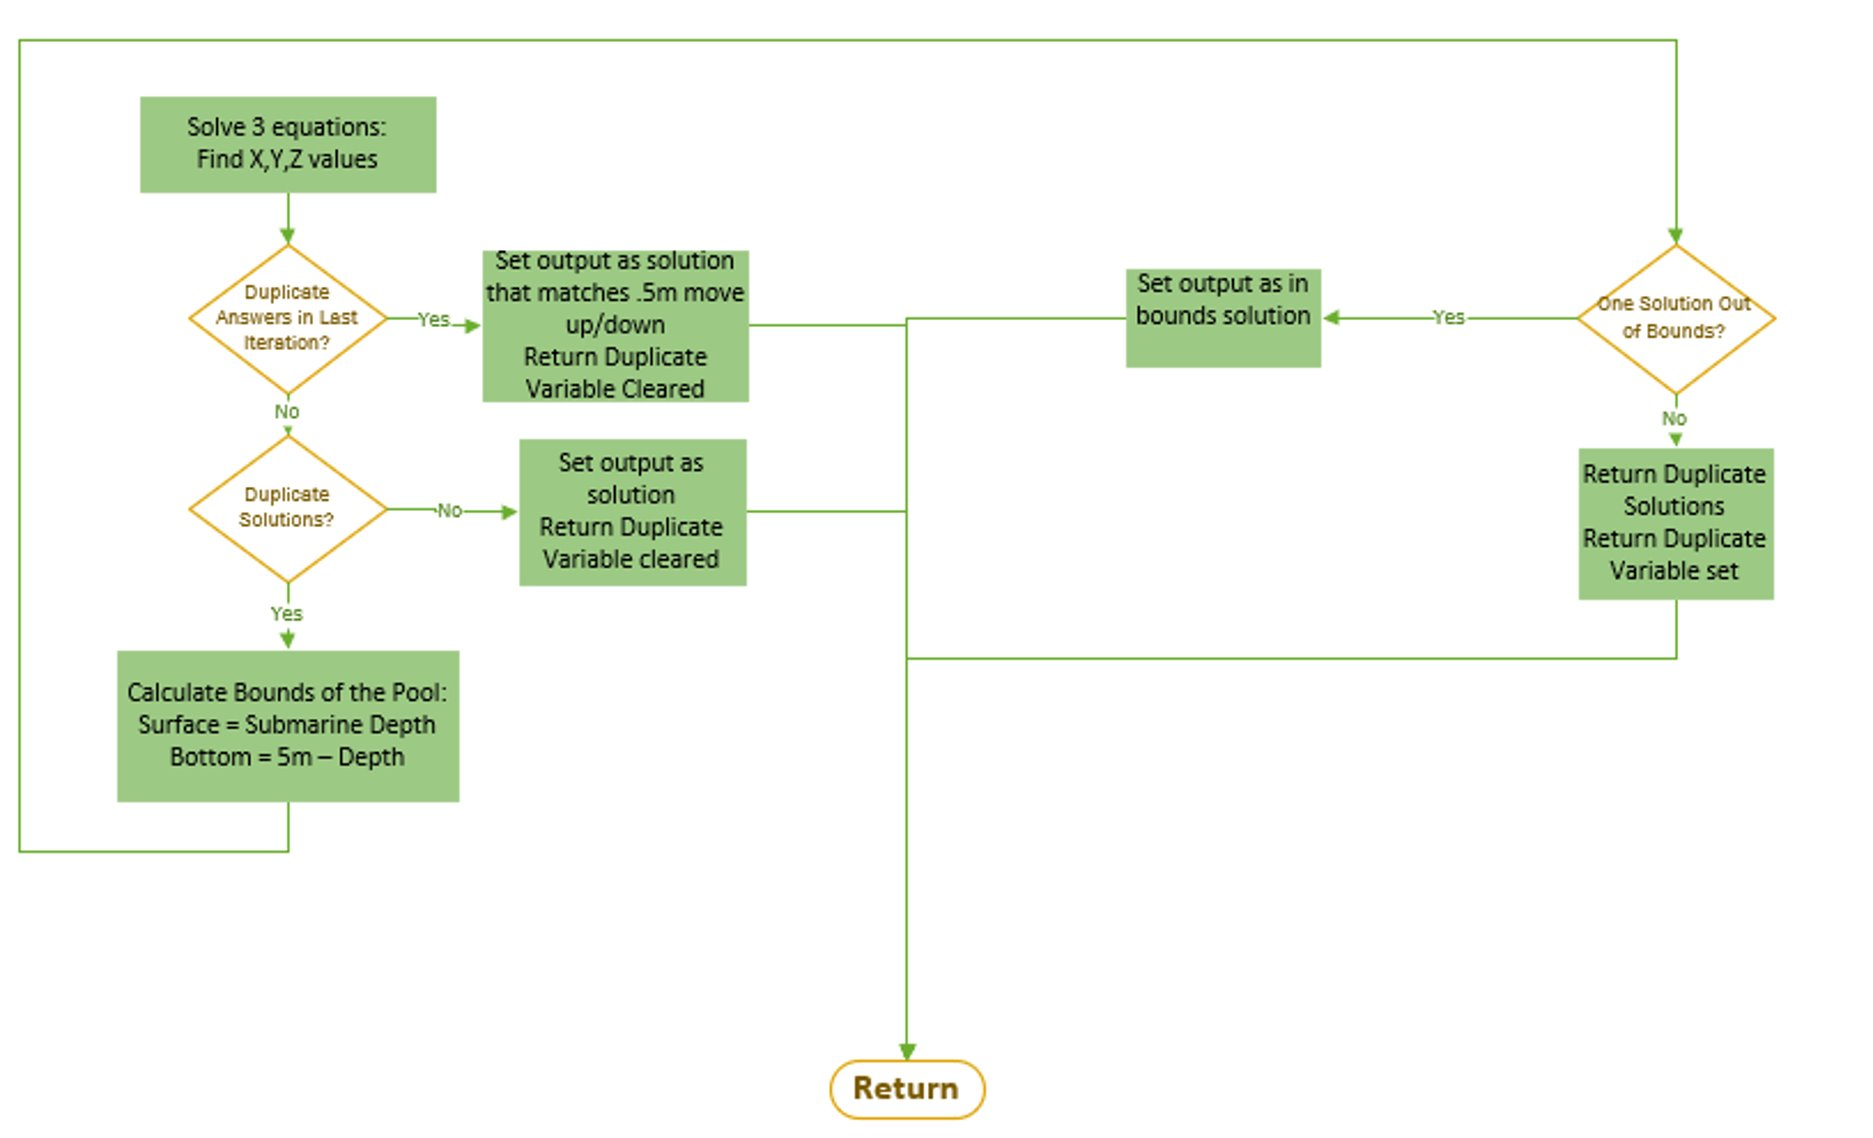 Solve 3 equations:
Find X,Y,Z values
Duplicate
Answers in Last
Iteration?
Yes
Set output as solution
that matches .5m move
up/down
Return Duplicate
Variable Cleared
No
Duplicate
Solutions?
No
Set output as
solution
Return Duplicate
Variable cleared
Yes
Calculate Bounds of the Pool:
Surface = Submarine Depth
Bottom = 5m – Depth
One Solution Out
of Bounds?
Yes
Set output as in
bounds solution
No
Return Duplicate
Solutions
Return Duplicate
Variable set
Return